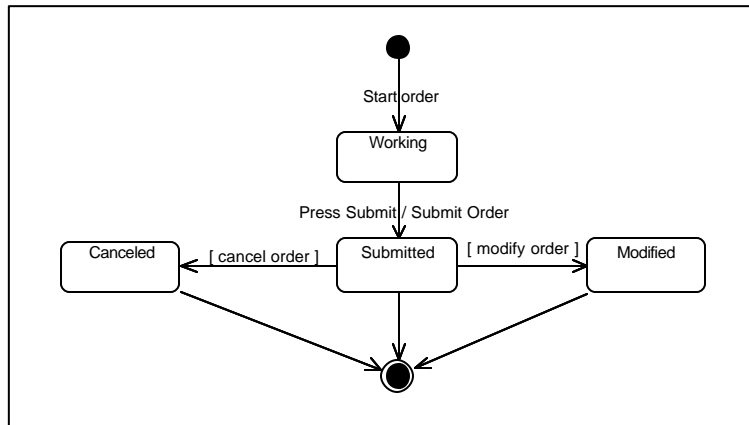 Start order
Working
Press Submit / Submit Order
Canceled
[ cancel order ]
Submitted
[ modify order ]
Modified